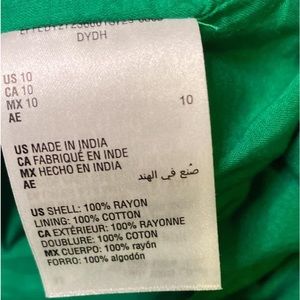 DYDH
US 10
CA 10
MX 10 10
AE
US MADE IN INDIA
CA FABRIQUÉ EN INDE
MX HECHO EN INDIA
AE صُنع في الهند
US SHELL: 100% RAYON
LINING: 100% COTTON
CA EXTÉRIEUR: 100% RAYONNE
DOUBLURE: 100% COTON
MX CUERPO: 100% rayón
FORRO: 100% algodón